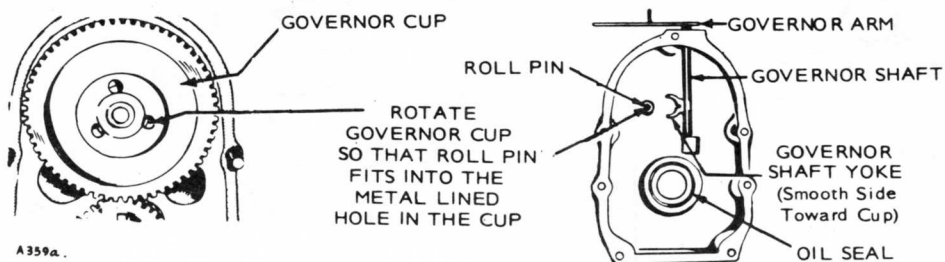 GOVERNOR CUP
ROTATE
GOVERNOR CUP
SO THAT ROLL PIN
FITS INTO THE
METAL LINED
HOLE IN THE CUP
A359a.
GOVERNOR ARM
ROLL PIN
GOVERNOR SHAFT
GOVERNOR
SHAFT YOKE
(Smooth Side
Toward Cup)
OIL SEAL